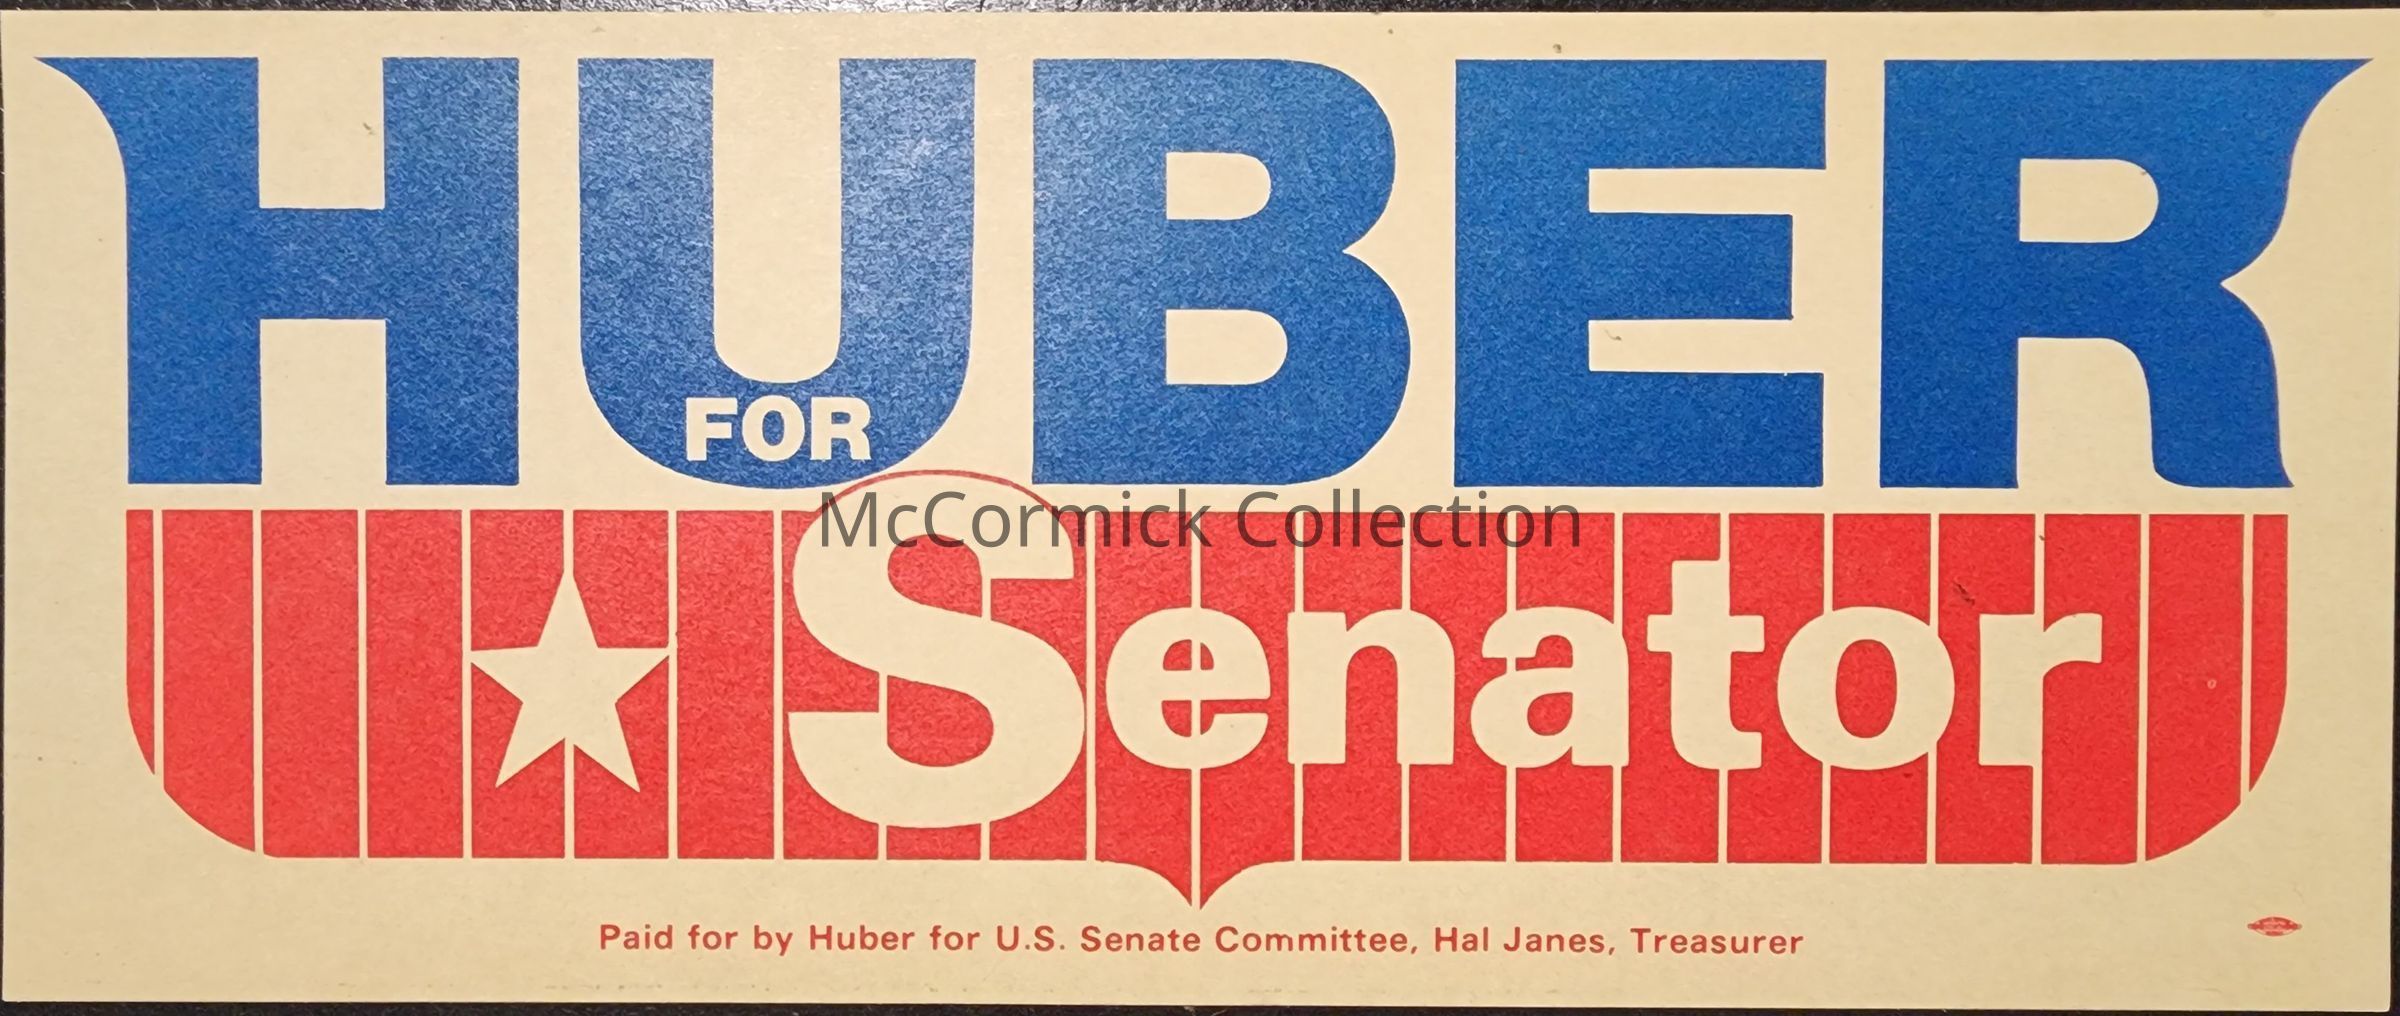 HUBER
FOR
McCormick Collection
Senator
Paid for by Huber for U.S. Senate Committee, Hal Janes, Treasurer